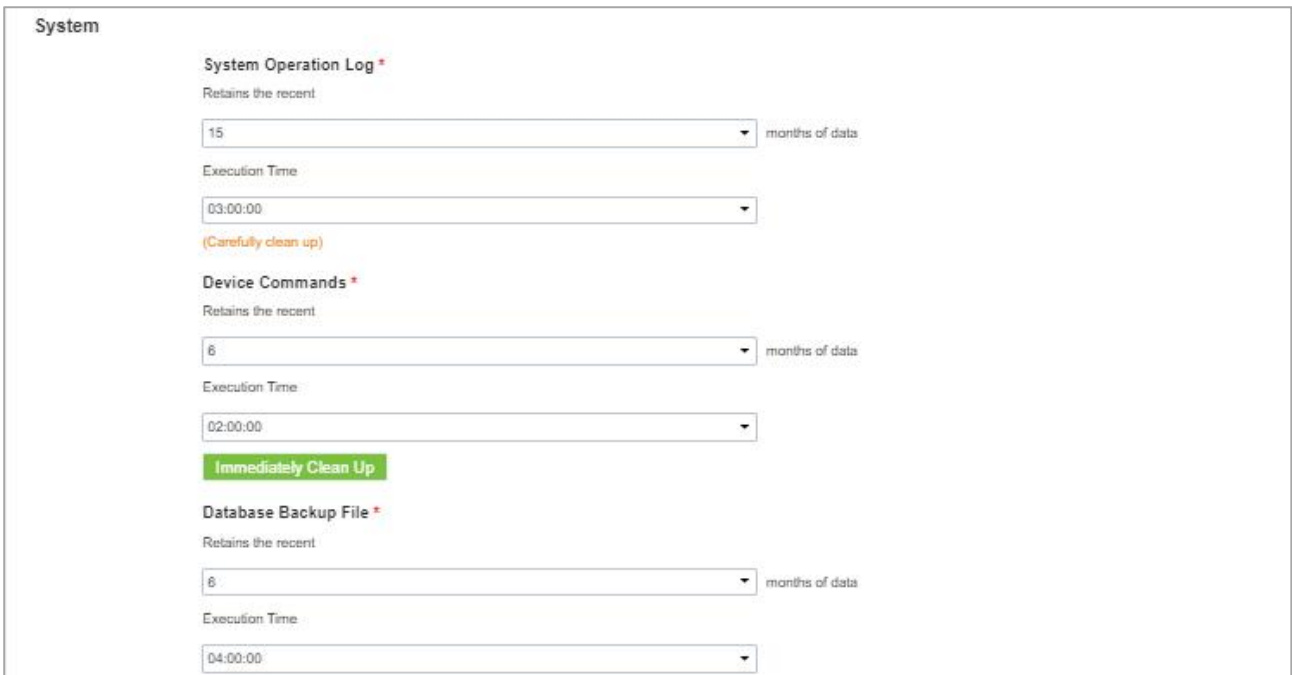 System
System Operation Log *
Retains the recent
15 months of data
Execution Time
03:00:00
(Carefully clean up)
Device Commands *
Retains the recent
6 months of data
Execution Time
02:00:00
Immediately Clean Up
Database Backup File *
Retains the recent
6 months of data
Execution Time
04:00:00